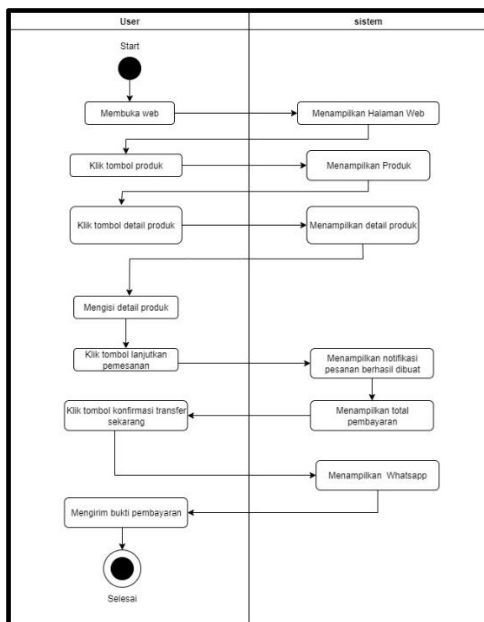 User
sistem
Start
Membuka web
Menampilkan Halaman Web
Klik tombol produk
Menampilkan Produk
Klik tombol detail produk
Menampilkan detail produk
Mengisi detail produk
Klik tombol lanjutkan
pemesanan
Menampilkan notifikasi
pesanan berhasil dibuat
Menampilkan total
pembayaran
Klik tombol konfirmasi transfer
sekarang
Menampilkan Whatsapp
Mengirim bukti pembayaran
Selesai